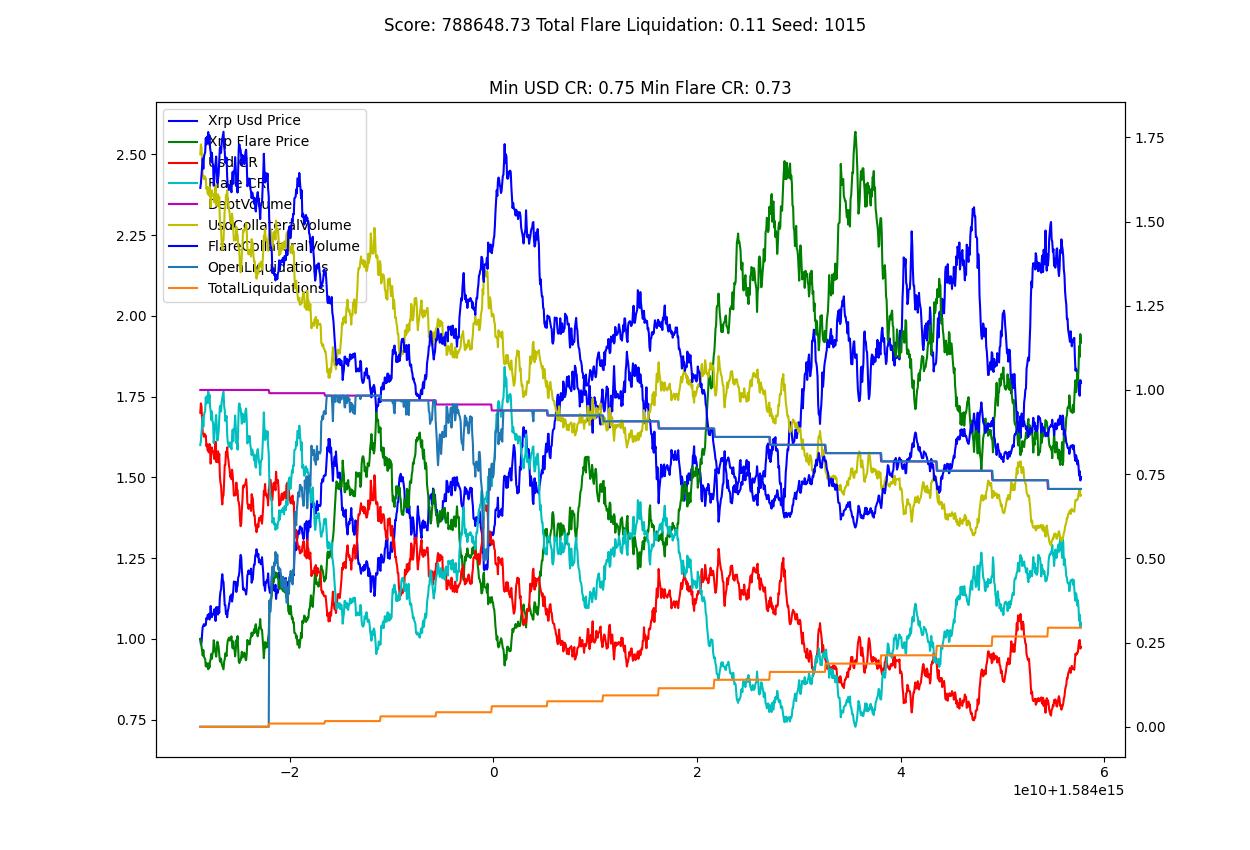 Score: 788648.73 Total Flare Liquidation: 0.11 Seed: 1015
Min USD CR: 0.75 Min Flare CR: 0.73
Xrp Usd Price
Xrp Flare Price
Usd CR
Flare CR
DebtVolume
UsdCollateralVolume
FlareCollateralVolume
OpenLiquidations
TotalLiquidations
2.50
2.25
2.00
1.75
1.50
1.25
1.00
0.75
1.75
1.50
1.25
1.00
0.75
0.50
0.25
0.00
−2 0 2 4 6
1e10+1.584e15